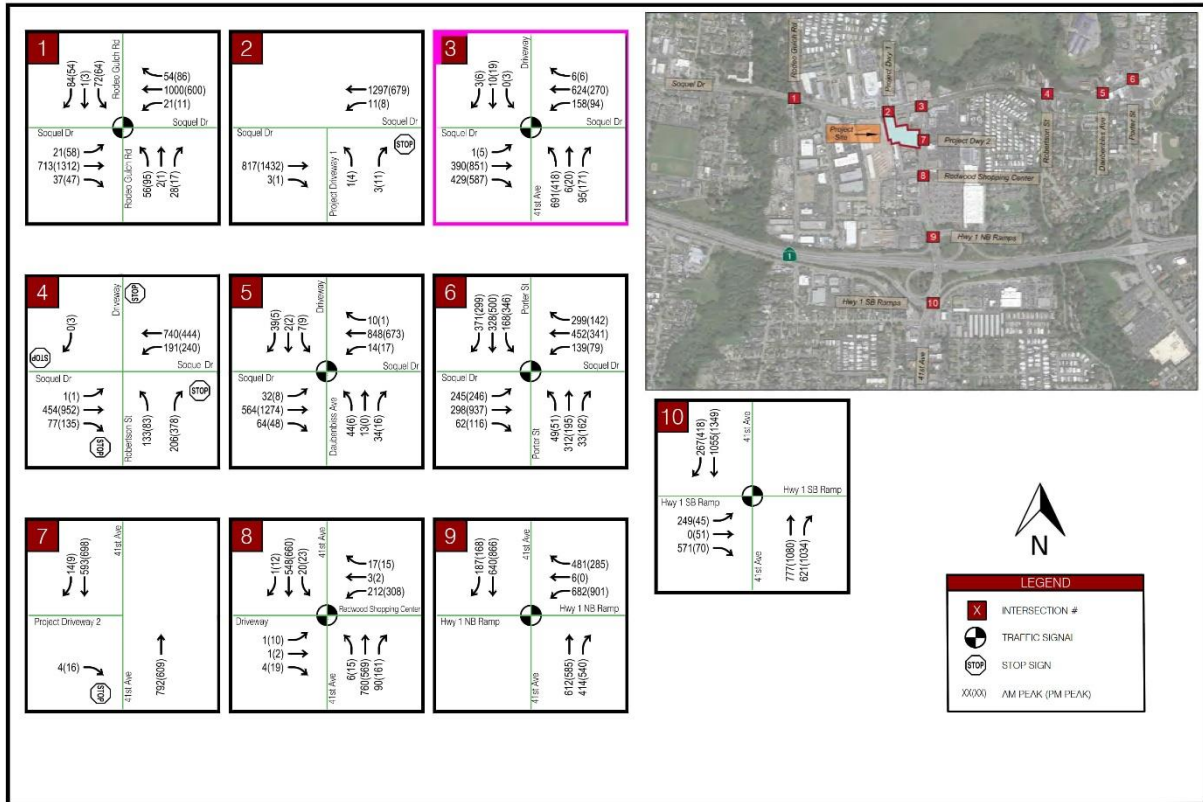 1
Rodeo Gulch Rd
84(54)
1(3)
72(64)
54(86)
1000(600)
21(11)
Soquel Dr
Soquel Dr
21(58)
713(1312)
37(47)
Rodeo Gulch Rd
56(95)
2(1)
28(17)
2
1297(679)
11(8)
Soquel Dr
Soquel Dr
817(1432)
3(1)
Project Driveway 1
1(4)
3(11)
STOP
3
Driveway
3(6)
10(19)
0(3)
6(6)
624(270)
158(94)
Soquel Dr
Soquel Dr
1(5)
390(851)
429(587)
41st Ave
691(418)
6(20)
95(171)
4
Driveway
STOP
0(3)
740(444)
191(240)
STOP
Soquel Dr
Soquel Dr
1(1)
454(952)
77(135)
STOP
Robertson St
133(83)
206(378)
STOP
5
Driveway
39(5)
2(2)
7(9)
10(1)
848(673)
14(17)
Soquel Dr
Soquel Dr
32(8)
564(1274)
64(48)
Daubenbiss Ave
44(6)
13(0)
34(16)
6
Porter St
371(299)
328(500)
168(346)
299(142)
452(341)
139(79)
Soquel Dr
Soquel Dr
245(246)
298(937)
62(116)
Porter St
49(51)
312(195)
33(162)
7
41st Ave
14(9)
593(698)
Project Driveway 2
4(16)
STOP
41st Ave
792(609)
8
41st Ave
1(12)
548(660)
20(23)
17(15)
3(2)
212(308)
Redwood Shopping Center
Driveway
1(10)
1(2)
4(19)
41st Ave
6(15)
760(569)
90(161)
9
41st Ave
187(168)
640(866)
481(285)
6(0)
682(901)
Hwy 1 NB Ramp
Hwy 1 NB Ramp
41st Ave
612(585)
414(540)
10
41st Ave
267(418)
1055(1349)
Hwy 1 SB Ramp
Hwy 1 SB Ramp
249(45)
0(51)
571(70)
41st Ave
777(1080)
621(1034)
Soquel Dr
Rodeo Gulch Rd
Project Dwy 1
1
2
3
4
5
6
7
8
9
10
Project Site
Project Dwy 2
Redwood Shopping Center
Robertson St
Daubenbiss Ave
Porter St
1
Hwy 1 NB Ramps
Hwy 1 SB Ramps
41st Ave
N
LEGEND
X INTERSECTION #
TRAFFIC SIGNAL
STOP STOP SIGN
XX(XX) AM PEAK (PM PEAK)